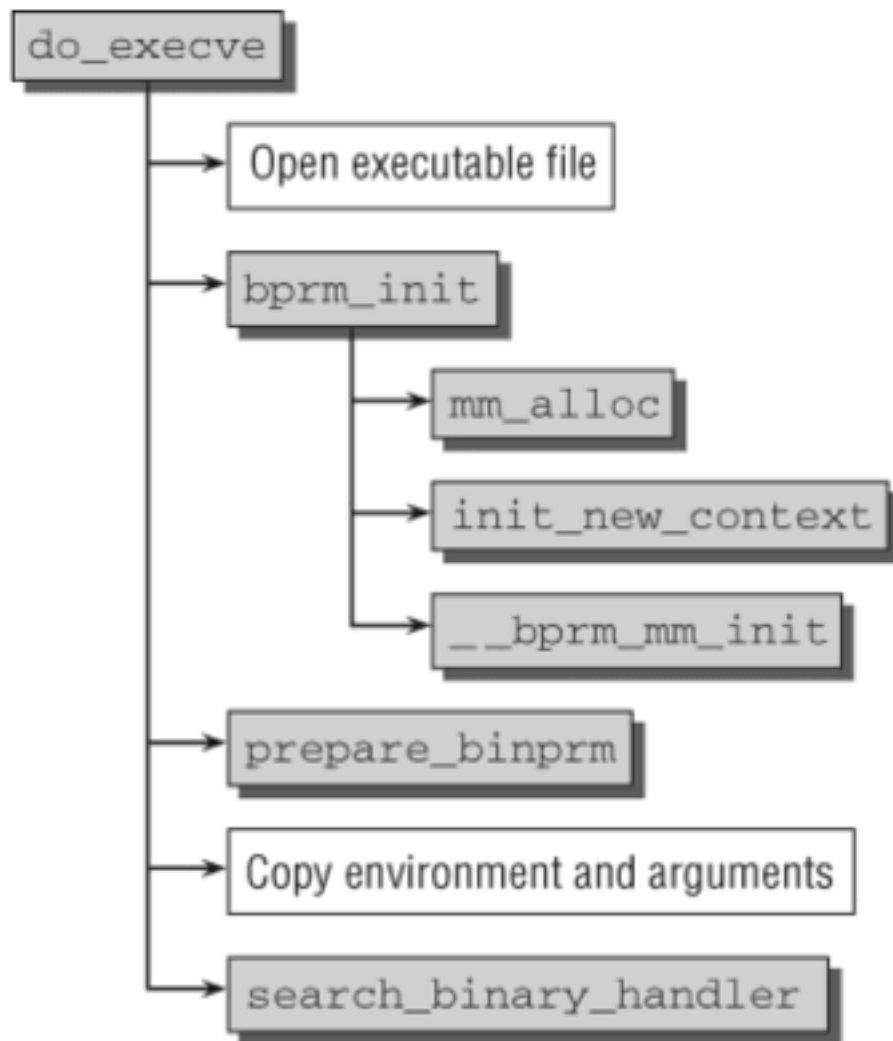 do_execve
Open executable file
bprm_init
mm_alloc
init_new_context
__bprm_mm_init
prepare_binprm
Copy environment and arguments
search_binary_handler